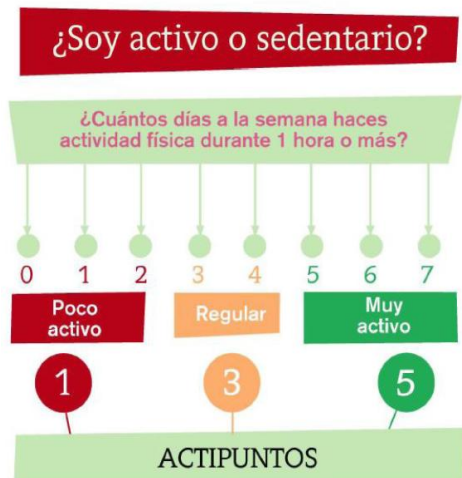 ¿Soy activo o sedentario?
¿Cuántos días a la semana haces
actividad física durante 1 hora o más?
0 1 2 3 4 5 6 7
Poco
activo
Regular
Muy
activo
1 3 5
ACTIPUNTOS